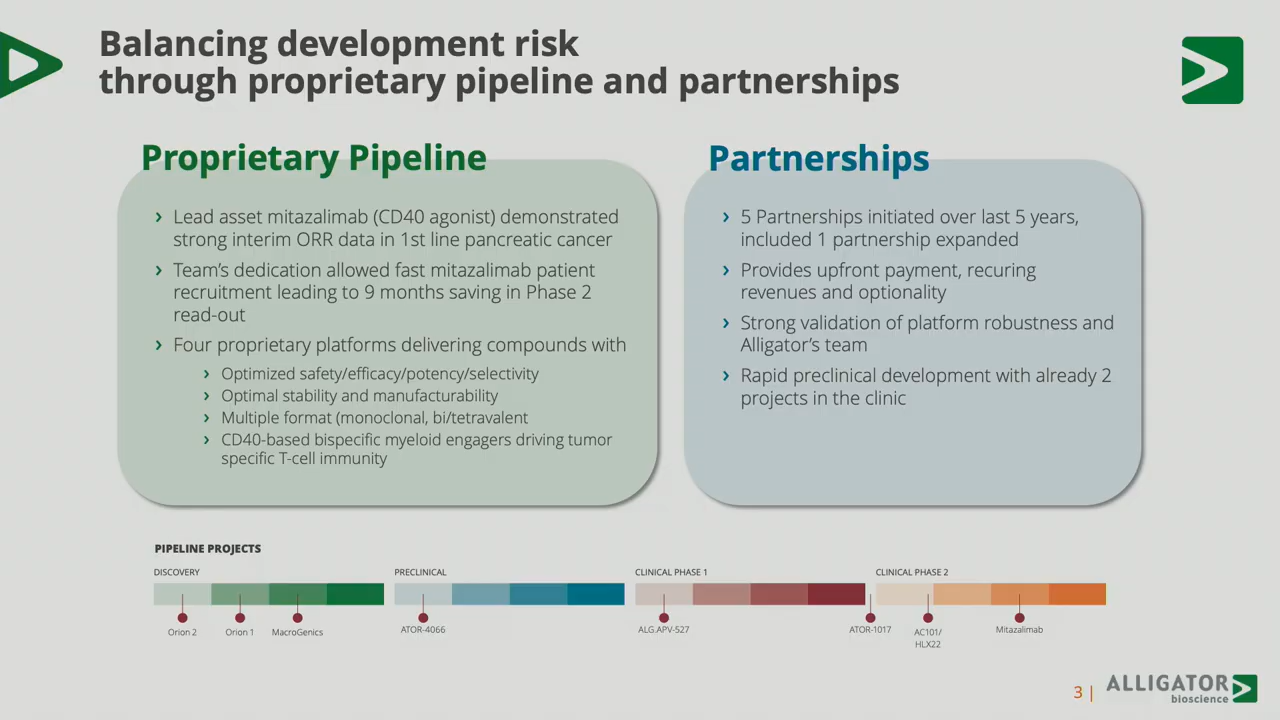 Balancing development risk
through proprietary pipeline and partnerships
Proprietary Pipeline
› Lead asset mitazalimab (CD40 agonist) demonstrated
strong interim ORR data in 1st line pancreatic cancer
› Team's dedication allowed fast mitazalimab patient
recruitment leading to 9 months saving in Phase 2
read-out
› Four proprietary platforms delivering compounds with
› Optimized safety/efficacy/potency/selectivity
› Optimal stability and manufacturability
› Multiple format (monoclonal, bi/tetravalent
› CD40-based bispecific myeloid engagers driving tumor
specific T-cell immunity
Partnerships
› 5 Partnerships initiated over last 5 years,
included 1 partnership expanded
› Provides upfront payment, recuring
revenues and optionality
› Strong validation of platform robustness and
Alligator's team
› Rapid preclinical development with already 2
projects in the clinic
PIPELINE PROJECTS
DISCOVERY
PRECLINICAL
CLINICAL PHASE 1
CLINICAL PHASE 2
Orion 2
Orion 1
MacroGenics
ATOR-4066
ALG.APV-527
ATOR-1017
AC101/
HLX22
Mitazalimab
3 |
ALLIGATOR
bioscience